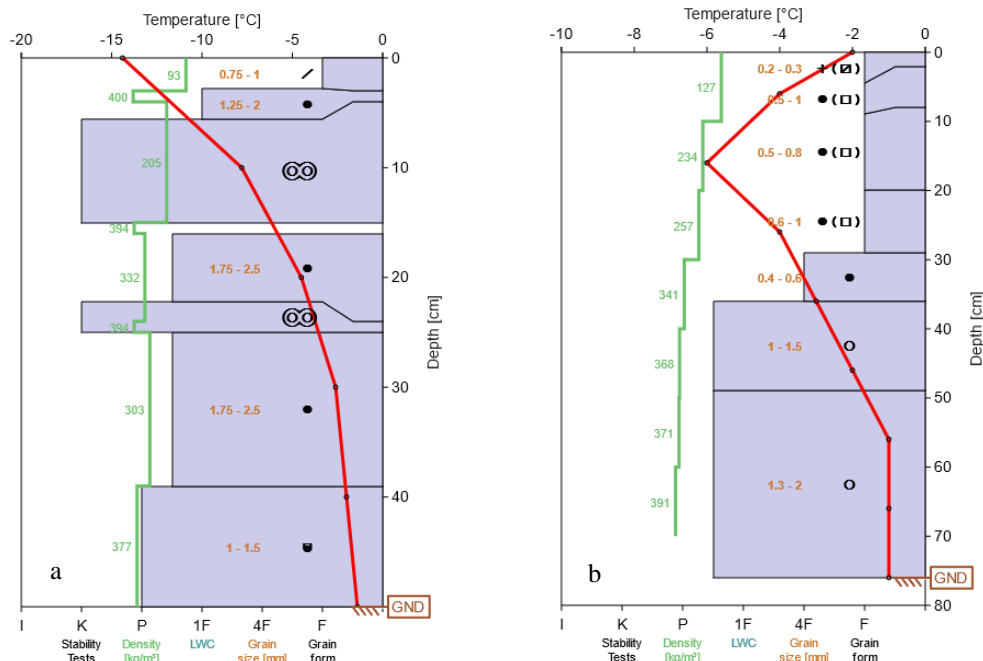 Temperature [°C]
-20 -15 -10 -5 0
0
93
0.75 - 1
400
1.25 - 2
205
10
394
332
1.75 - 2.5
20
394
303
1.75 - 2.5
30
40
377
1 - 1.5
a
GND
Depth [cm]
I K P 1F 4F F
Stability Tests
Density [kg/m³]
LWC
Grain size [mm]
Grain form
Temperature [°C]
-10 -8 -6 -4 -2 0
0
0.2 - 0.3
127
0.5 - 1
10
234
0.5 - 0.8
20
257
0.6 - 1
30
341
0.4 - 0.6
40
368
1 - 1.5
50
371
60
391
1.3 - 2
70
b
GND
80
Depth [cm]
I K P 1F 4F F
Stability Tests
Density [kg/m³]
LWC
Grain size [mm]
Grain form